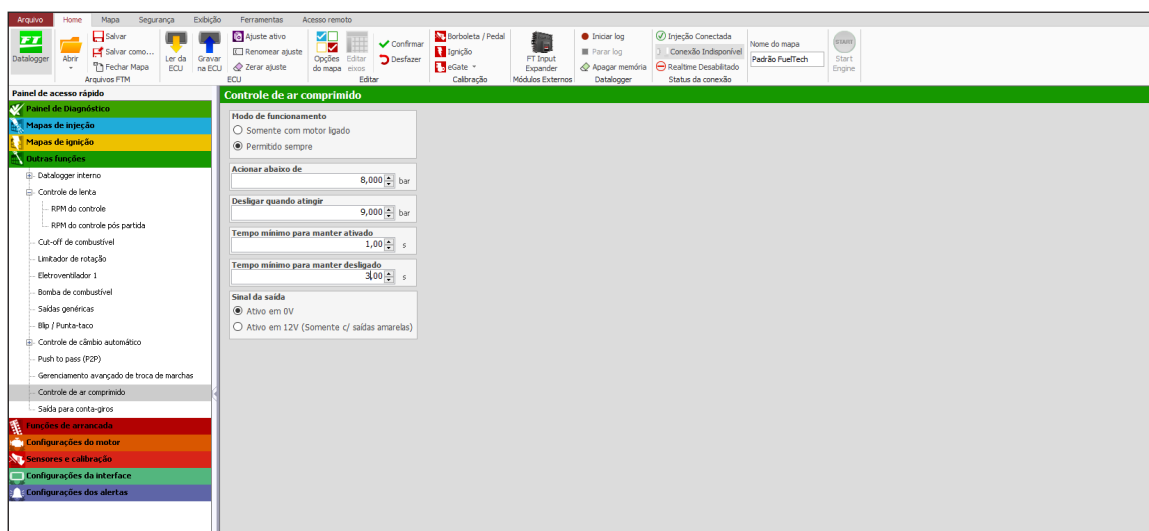 Arquivo Home Mapa Segurança Exibição Ferramentas Acesso remoto
FT
Datalogger
Abrir
Salvar
Salvar como...
Fechar Mapa
Arquivos FTM
Ler da ECU
Gravar na ECU
Ajuste ativo
Renomear ajuste
Zerar ajuste
ECU
Opções do mapa
Editar eixos
Confirmar
Desfazer
Editar
Borboleta / Pedal
Ignição
eGate
Calibração
FT Input Expander
Módulos Externos
Iniciar log
Parar log
Apagar memória
Datalogger
Injeção Conectada
Conexão Indisponível
Realtime Desabilitado
Status da conexão
Nome do mapa
Padrão FuelTech
START
Start Engine
Painel de acesso rápido
Painel de Diagnóstico
Mapas de injeção
Mapas de ignição
Outras funções
Datalogger interno
Controle de lenta
RPM do controle
RPM do controle pós partida
Cut-off de combustível
Limitador de rotação
Eletroventilador 1
Bomba de combustível
Saídas genéricas
Blip / Punta-taco
Controle de câmbio automático
Push to pass (P2P)
Gerenciamento avançado de troca de marchas
Controle de ar comprimido
Saída para conta-giros
Funções de arrancada
Configurações do motor
Sensores e calibração
Configurações da interface
Configurações dos alertas
Controle de ar comprimido
Modo de funcionamento
Somente com motor ligado
Permitido sempre
Acionar abaixo de
8,000 bar
Desligar quando atingir
9,000 bar
Tempo mínimo para manter ativado
1,00 s
Tempo mínimo para manter desligado
3,00 s
Sinal da saída
Ativo em 0V
Ativo em 12V (Somente c/ saídas amarelas)